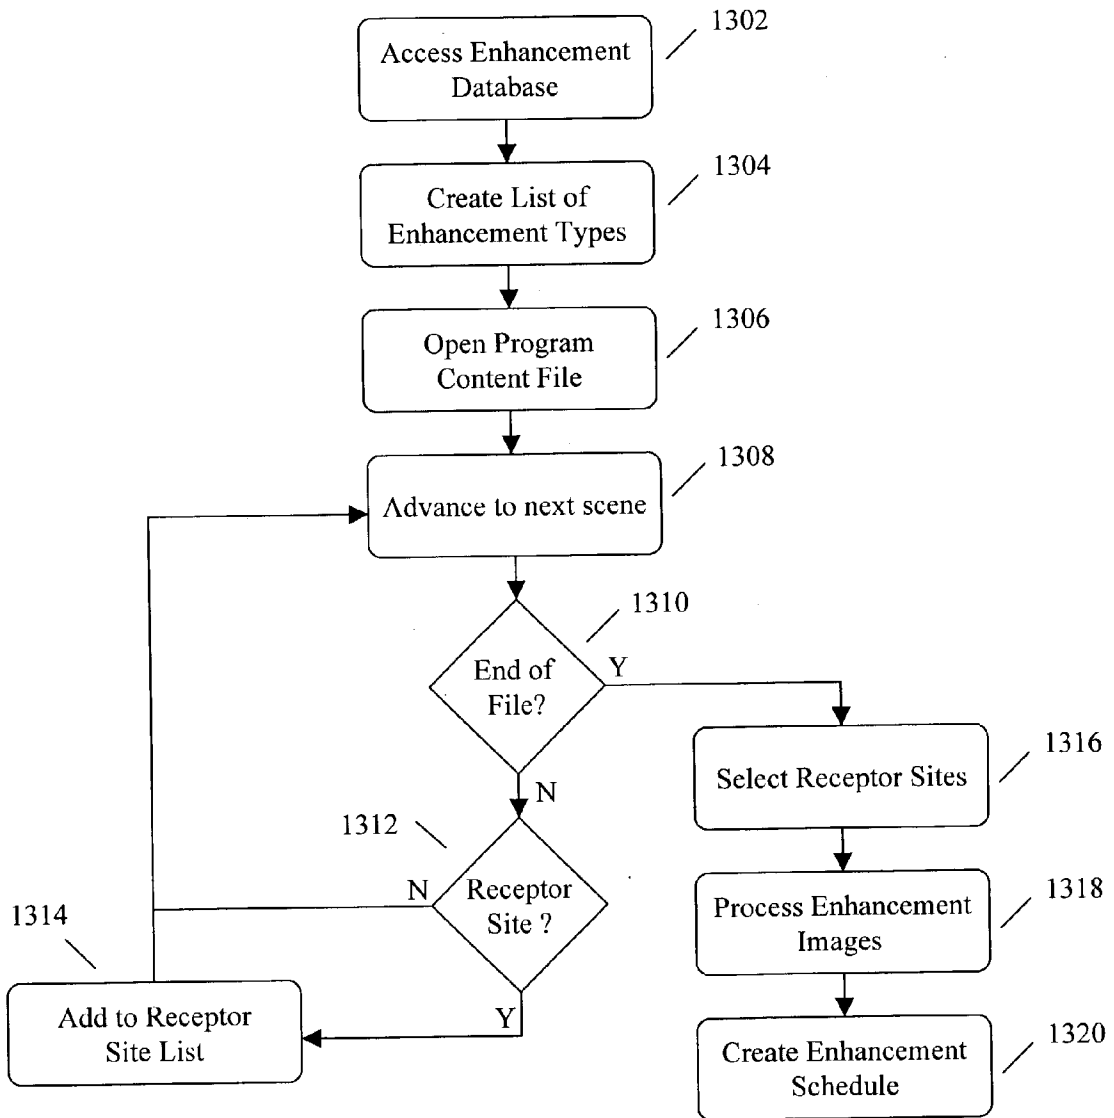 1302
Access Enhancement
Database
1304
Create List of
Enhancement Types
1306
Open Program
Content File
1308
Advance to next scene
1310
End of
File?
Y
N
1316
Select Receptor Sites
1312
Receptor
Site ?
N
Y
1314
Add to Receptor
Site List
1318
Process Enhancement
Images
1320
Create Enhancement
Schedule